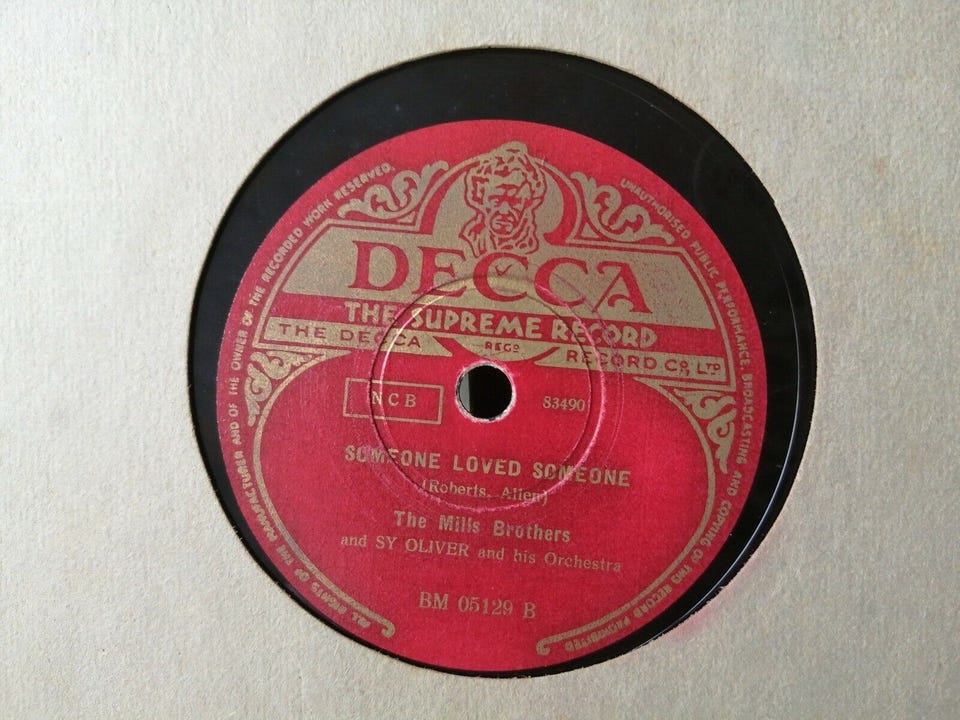 ALL RIGHTS OF THE MANUFACTURER AND OF THE OWNER OF THE RECORDED WORK RESERVED.
UNAUTHORISED PUBLIC PERFORMANCE, BROADCASTING AND COPYING OF THIS RECORD PROHIBITED
DECCA
THE SUPREME RECORD
THE DECCA REGD RECORD CO., LTD.
NCB 83490
SOMEONE LOVED SOMEONE
(Roberts, Allen)
The Mills Brothers
and SY OLIVER and his Orchestra
BM 05129 B